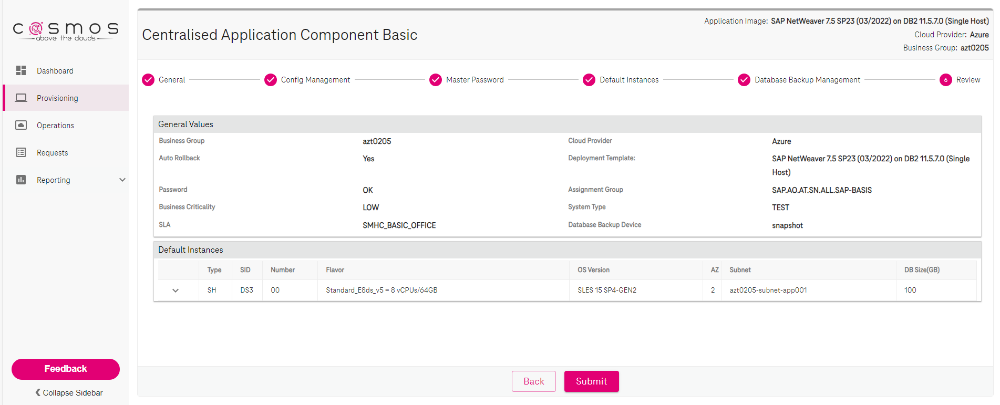 cosmos
above the clouds
Dashboard
Provisioning
Operations
Requests
Reporting
Feedback
❮ Collapse Sidebar
Centralised Application Component Basic
Application Image: SAP NetWeaver 7.5 SP23 (03/2022) on DB2 11.5.7.0 (Single Host)
Cloud Provider: Azure
Business Group: azt0205
General Config Management Master Password Default Instances Database Backup Management 6 Review
General Values
Business Group azt0205 Cloud Provider Azure
Auto Rollback Yes Deployment Template: SAP NetWeaver 7.5 SP23 (03/2022) on DB2 11.5.7.0 (Single
Host)
Password OK Assignment Group SAP.AO.AT.SN.ALL.SAP-BASIS
Business Criticality LOW System Type TEST
SLA SMHC_BASIC_OFFICE Database Backup Device snapshot
Default Instances
Type SID Number Flavor OS Version AZ Subnet DB Size(GB)
SH DS3 00 Standard_E8ds_v5 = 8 vCPUs/64GB SLES 15 SP4-GEN2 2 azt0205-subnet-app001 100
Back Submit